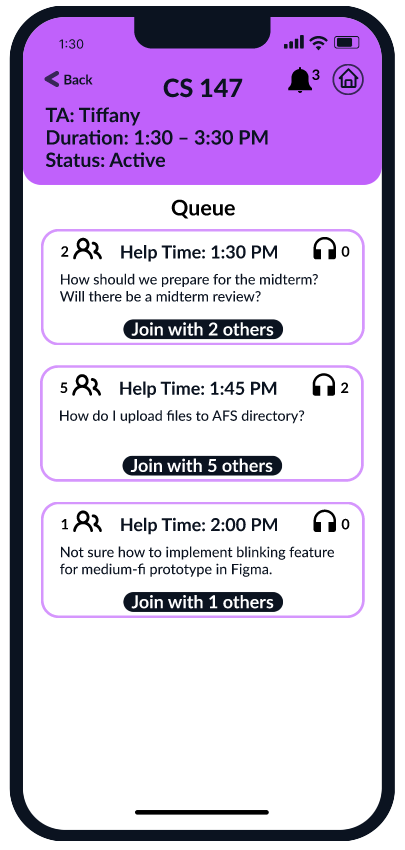 1:30
Back
CS 147
3
TA: Tiffany
Duration: 1:30 – 3:30 PM
Status: Active
Queue
2 Help Time: 1:30 PM 0
How should we prepare for the midterm?
Will there be a midterm review?
Join with 2 others
5 Help Time: 1:45 PM 2
How do I upload files to AFS directory?
Join with 5 others
1 Help Time: 2:00 PM 0
Not sure how to implement blinking feature
for medium-fi prototype in Figma.
Join with 1 others